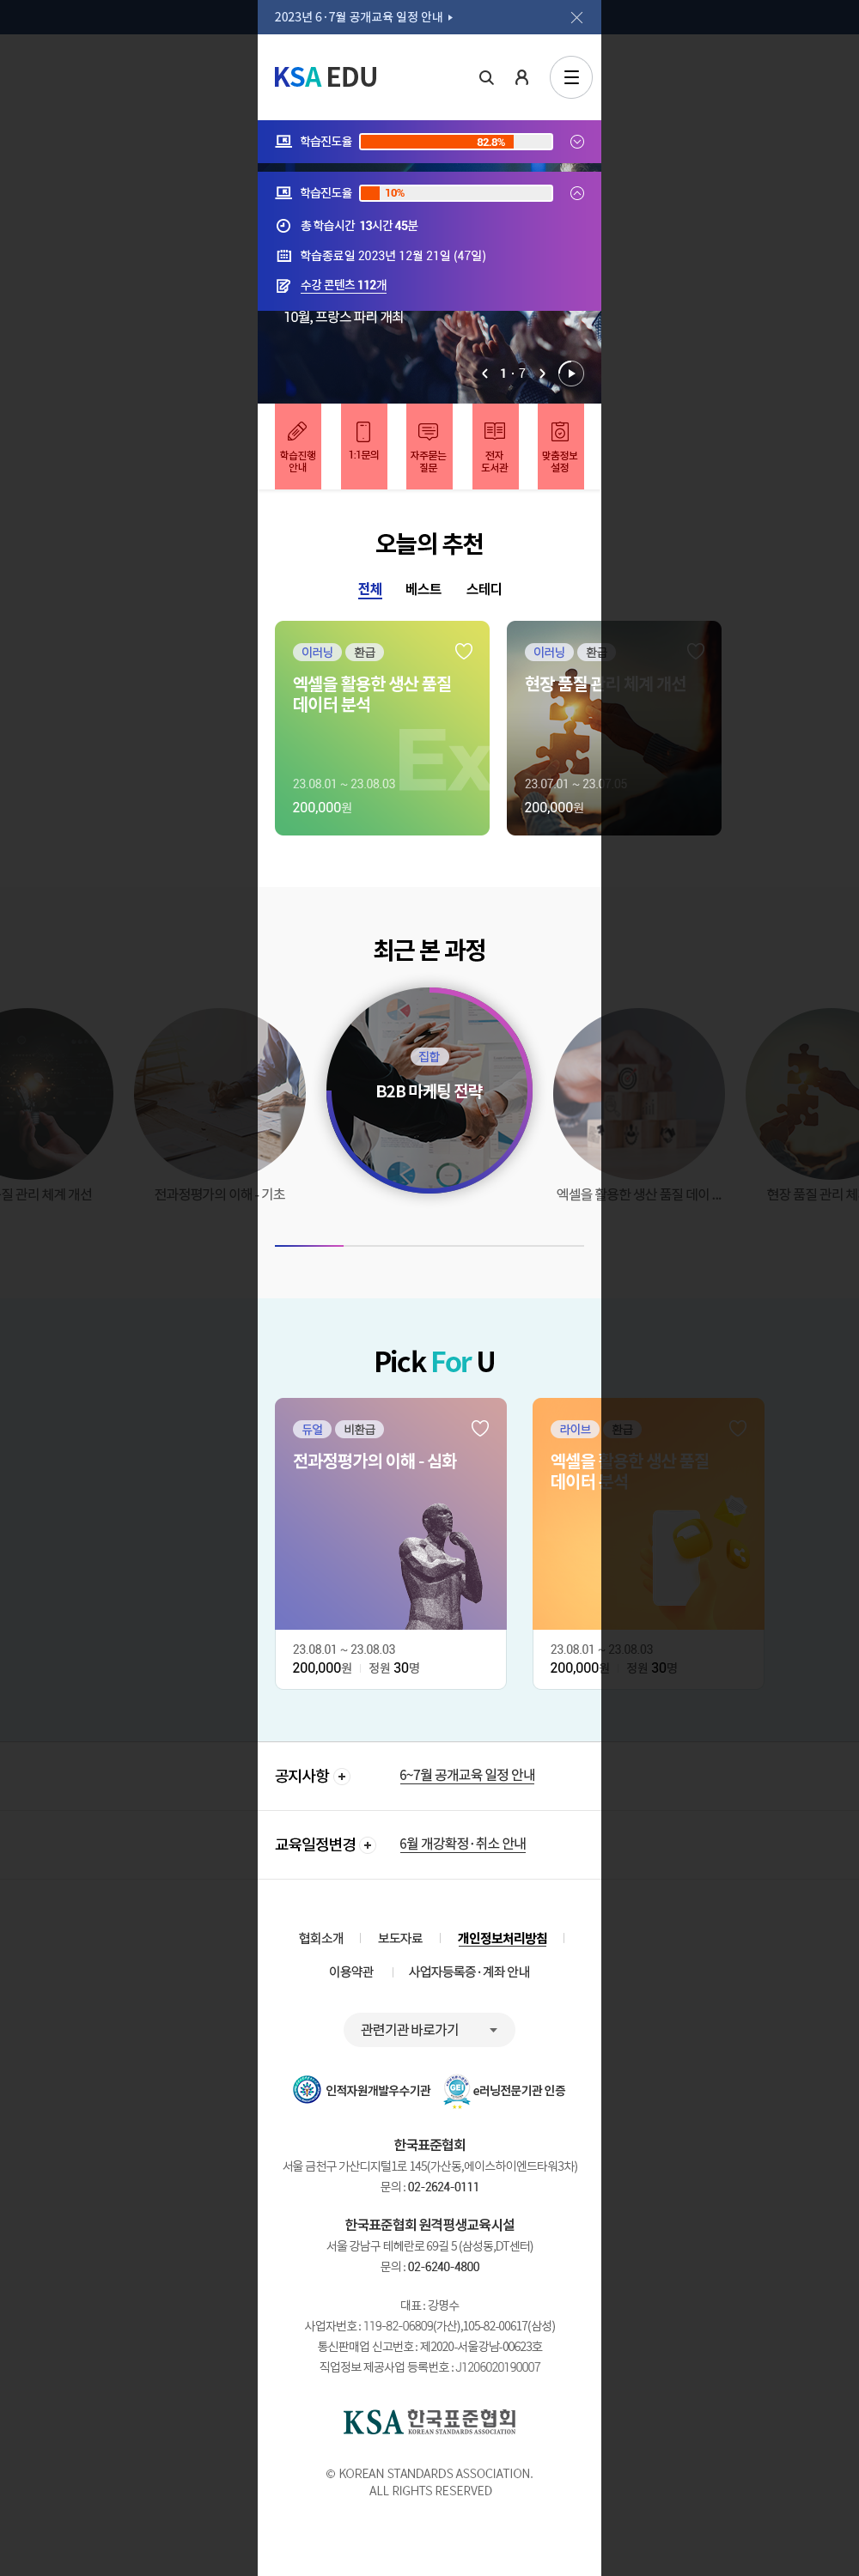 2023년 6·7월 공개교육 일정 안내
KSA EDU
학습진도율 82.8%
학습진도율 10%
총 학습시간 13시간 45분
학습종료일 2023년 12월 21일 (47일)
수강 콘텐츠 112개
10월, 프랑스 파리 개최
1 · 7
학습진행 안내
1:1문의
자주묻는 질문
전자 도서관
맞춤정보 설정
오늘의 추천
전체 베스트 스테디
이러닝 환급
엑셀을 활용한 생산 품질
데이터 분석
Ex
23.08.01 ~ 23.08.03
200,000원
이러닝 환급
현장 품질 관리 체계 개선
23.07.01 ~ 23.07.05
200,000원
최근 본 과정
집합
B2B 마케팅 전략
질 관리 체계 개선
전과정평가의 이해 - 기초
엑셀을 활용한 생산 품질 데이 ...
현장 품질 관리 체
Pick For U
듀얼 비환급
전과정평가의 이해 - 심화
23.08.01 ~ 23.08.03
200,000원 정원 30명
라이브 환급
엑셀을 활용한 생산 품질
데이터 분석
23.08.01 ~ 23.08.03
200,000원 정원 30명
공지사항 +
6~7월 공개교육 일정 안내
교육일정변경 +
6월 개강확정·취소 안내
협회소개 보도자료 개인정보처리방침
이용약관 사업자등록증·계좌 안내
관련기관 바로가기
인적자원개발우수기관
GEI
e러닝전문기관 인증
한국표준협회
서울 금천구 가산디지털1로 145(가산동,에이스하이엔드타워3차)
문의 : 02-2624-0111
한국표준협회 원격평생교육시설
서울 강남구 테헤란로 69길 5 (삼성동,DT센터)
문의 : 02-6240-4800
대표 : 강명수
사업자번호 : 119-82-06809(가산),105-82-00617(삼성)
통신판매업 신고번호 : 제2020-서울강남-00623호
직업정보 제공사업 등록번호 : J1206020190007
KSA 한국표준협회
KOREAN STANDARDS ASSOCIATION
© KOREAN STANDARDS ASSOCIATION.
ALL RIGHTS RESERVED